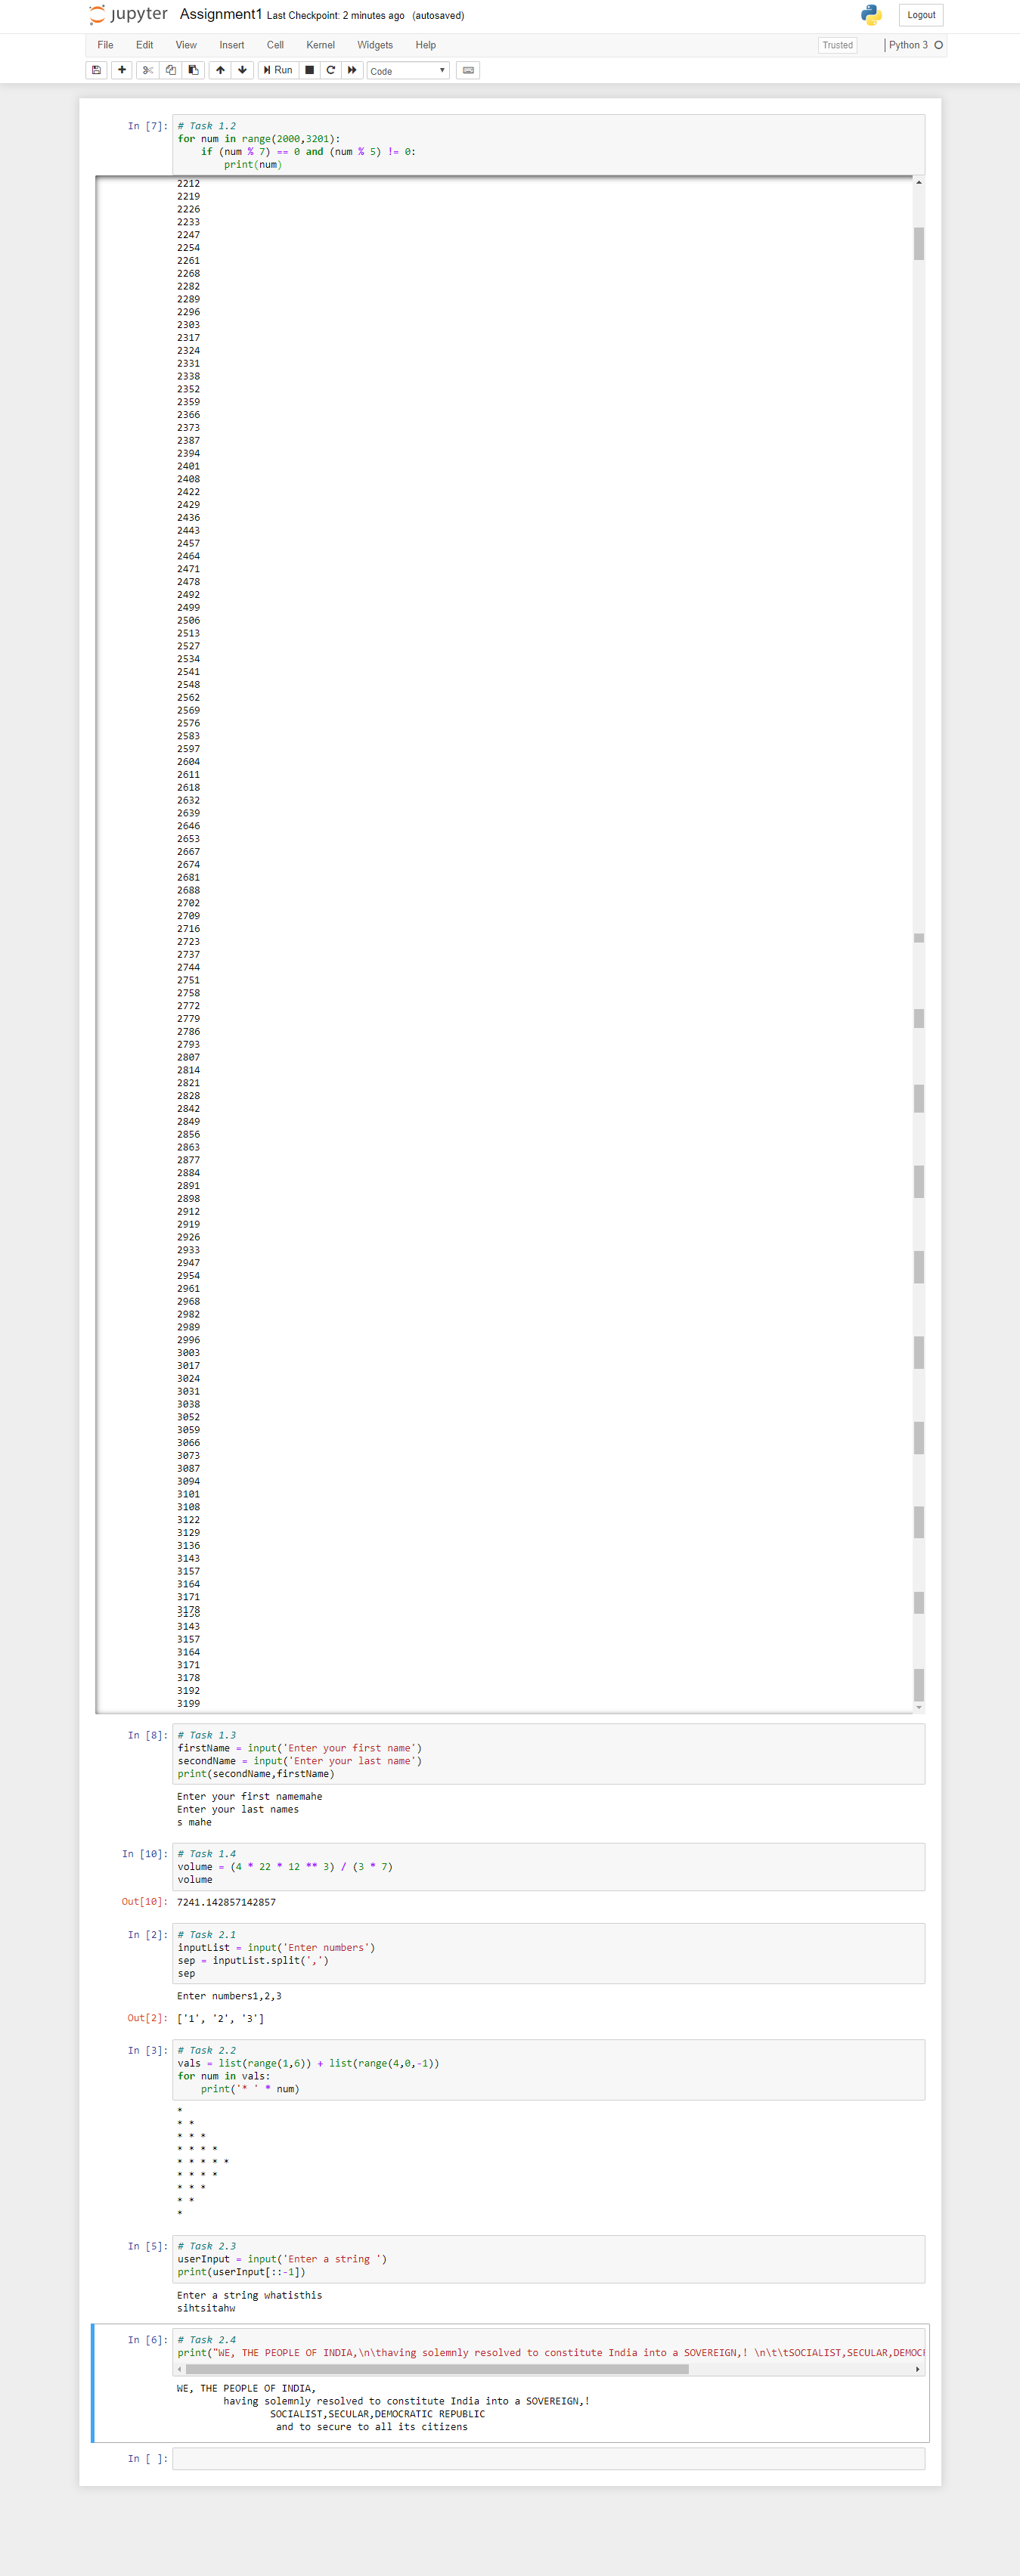 jupyter Assignment1 Last Checkpoint: 2 minutes ago (autosaved) Logout
File Edit View Insert Cell Kernel Widgets Help Trusted Python 3
Run Code
In [7]: # Task 1.2
for num in range(2000,3201):
    if (num % 7) == 0 and (num % 5) != 0:
        print(num)
2212
2219
2226
2233
2247
2254
2261
2268
2282
2289
2296
2303
2317
2324
2331
2338
2352
2359
2366
2373
2387
2394
2401
2408
2422
2429
2436
2443
2457
2464
2471
2478
2492
2499
2506
2513
2527
2534
2541
2548
2562
2569
2576
2583
2597
2604
2611
2618
2632
2639
2646
2653
2667
2674
2681
2688
2702
2709
2716
2723
2737
2744
2751
2758
2772
2779
2786
2793
2807
2814
2821
2828
2842
2849
2856
2863
2877
2884
2891
2898
2912
2919
2926
2933
2947
2954
2961
2968
2982
2989
2996
3003
3017
3024
3031
3038
3052
3059
3066
3073
3087
3094
3101
3108
3122
3129
3136
3143
3157
3164
3171
3178
3143
3157
3164
3171
3178
3192
3199
In [8]: # Task 1.3
firstName = input('Enter your first name')
secondName = input('Enter your last name')
print(secondName,firstName)
Enter your first namemahe
Enter your last names
s mahe
In [10]: # Task 1.4
volume = (4 * 22 * 12 ** 3) / (3 * 7)
volume
Out[10]: 7241.142857142857
In [2]: # Task 2.1
inputList = input('Enter numbers')
sep = inputList.split(',')
sep
Enter numbers1,2,3
Out[2]: ['1', '2', '3']
In [3]: # Task 2.2
vals = list(range(1,6)) + list(range(4,0,-1))
for num in vals:
    print('* ' * num)
*
* *
* * *
* * * *
* * * * *
* * * *
* * *
* *
*
In [5]: # Task 2.3
userInput = input('Enter a string ')
print(userInput[::-1])
Enter a string whatisthis
sihtsitahw
In [6]: # Task 2.4
print("WE, THE PEOPLE OF INDIA,\n\thaving solemnly resolved to constitute India into a SOVEREIGN,! \n\t\tSOCIALIST,SECULAR,DEMOC
WE, THE PEOPLE OF INDIA,
        having solemnly resolved to constitute India into a SOVEREIGN,!
                SOCIALIST,SECULAR,DEMOCRATIC REPUBLIC
                 and to secure to all its citizens
In [ ]: